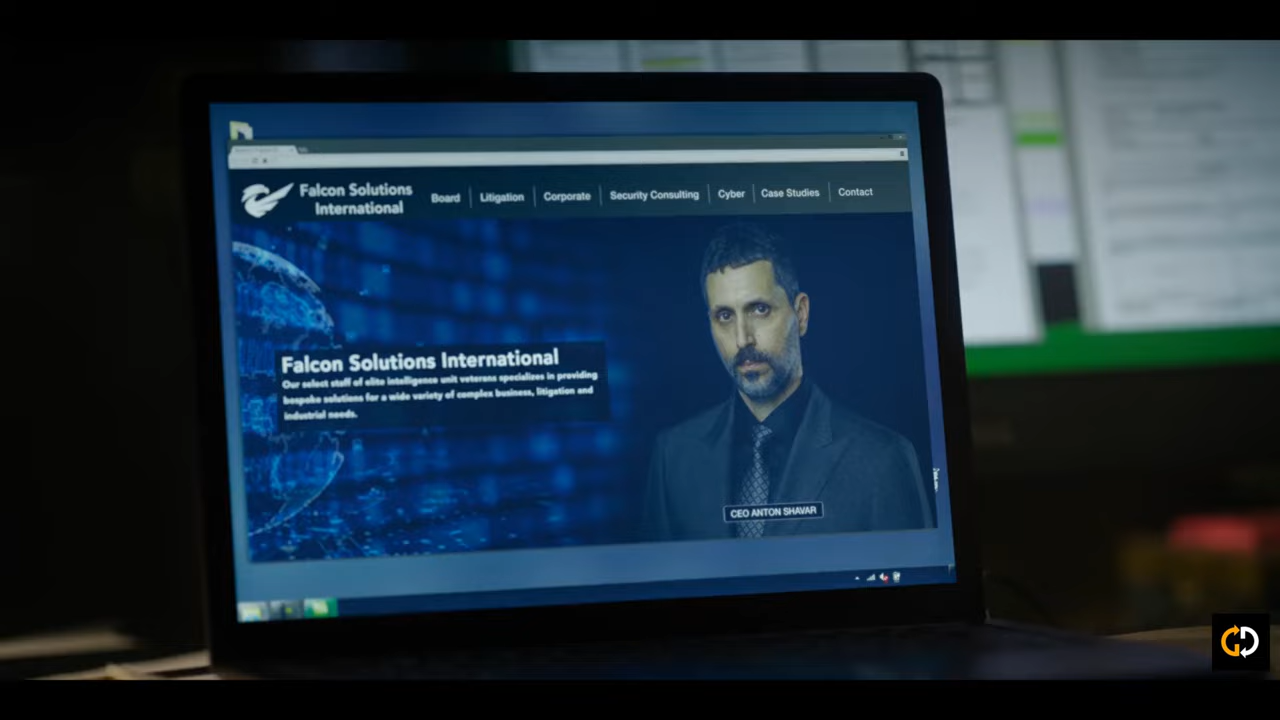 Falcon Solutions
International
Board
Litigation
Corporate
Security Consulting
Cyber
Case Studies
Contact
Falcon Solutions International
Our select staff of elite intelligence unit veterans specializes in providing
bespoke solutions for a wide variety of complex business, litigation and
industrial needs.
CEO ANTON SHAVAR